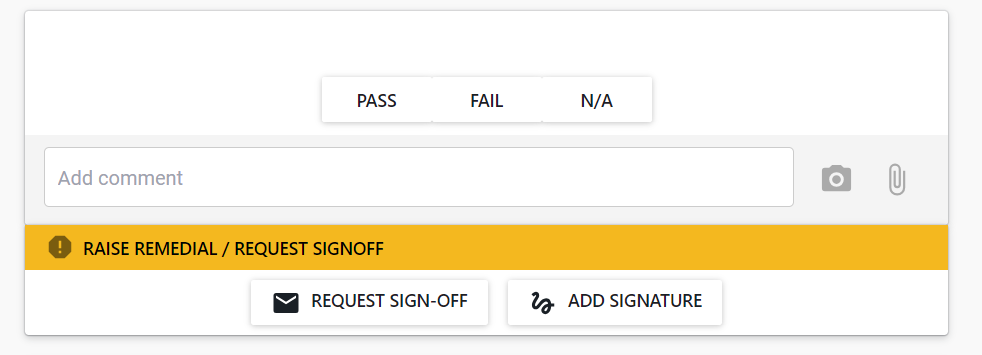 PASS FAIL N/A
Add comment
RAISE REMEDIAL / REQUEST SIGNOFF
REQUEST SIGN-OFF ADD SIGNATURE